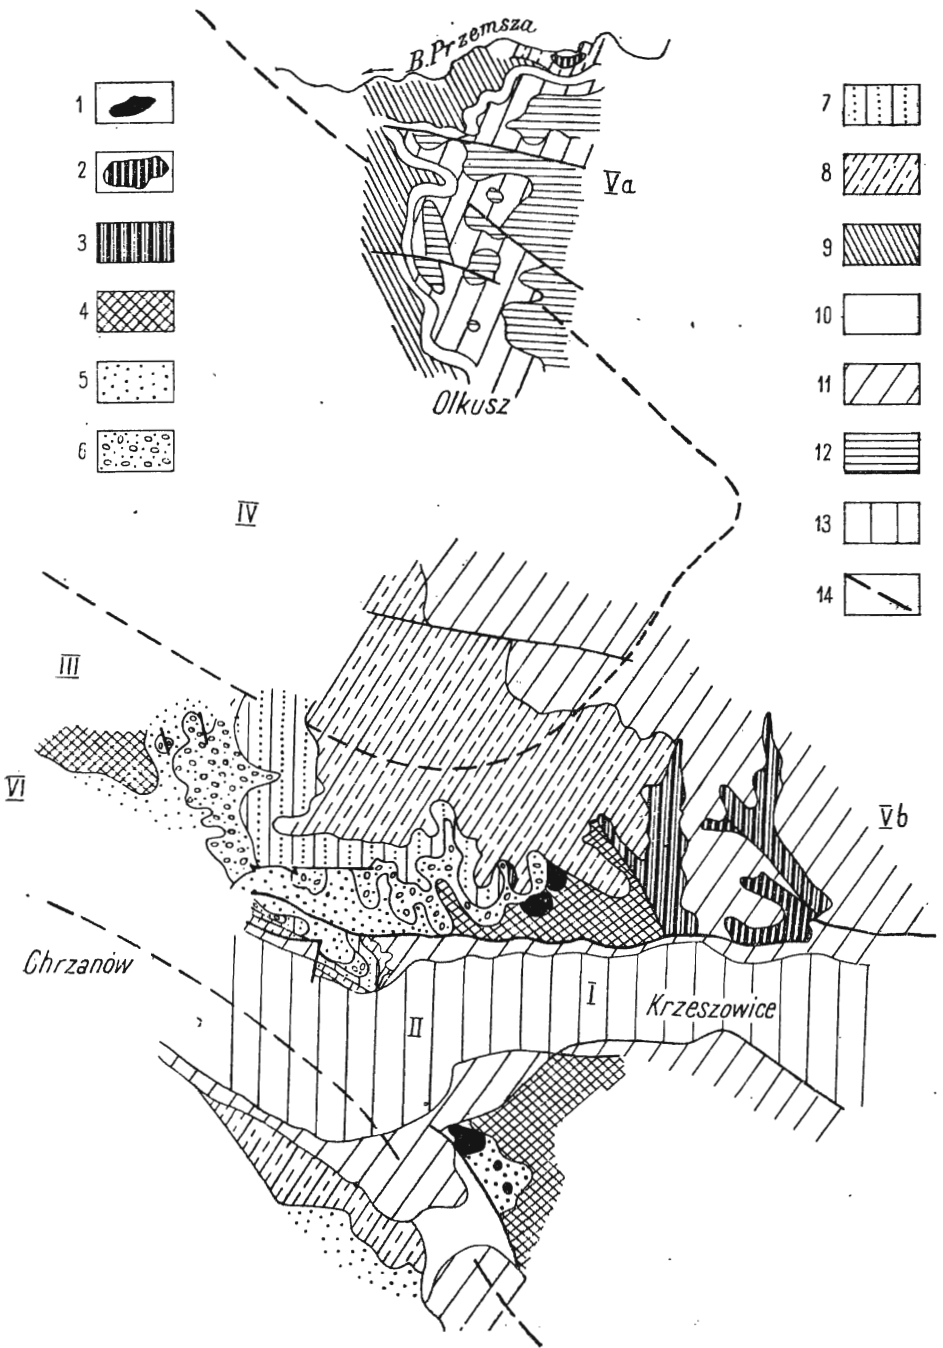 B. Przemsza
1
2
3
4
5
6
7
8
9
10
11
12
13
14
Va
Olkusz
IV
III
VI
Vb
Chrzanów
I
II
Krzeszowice